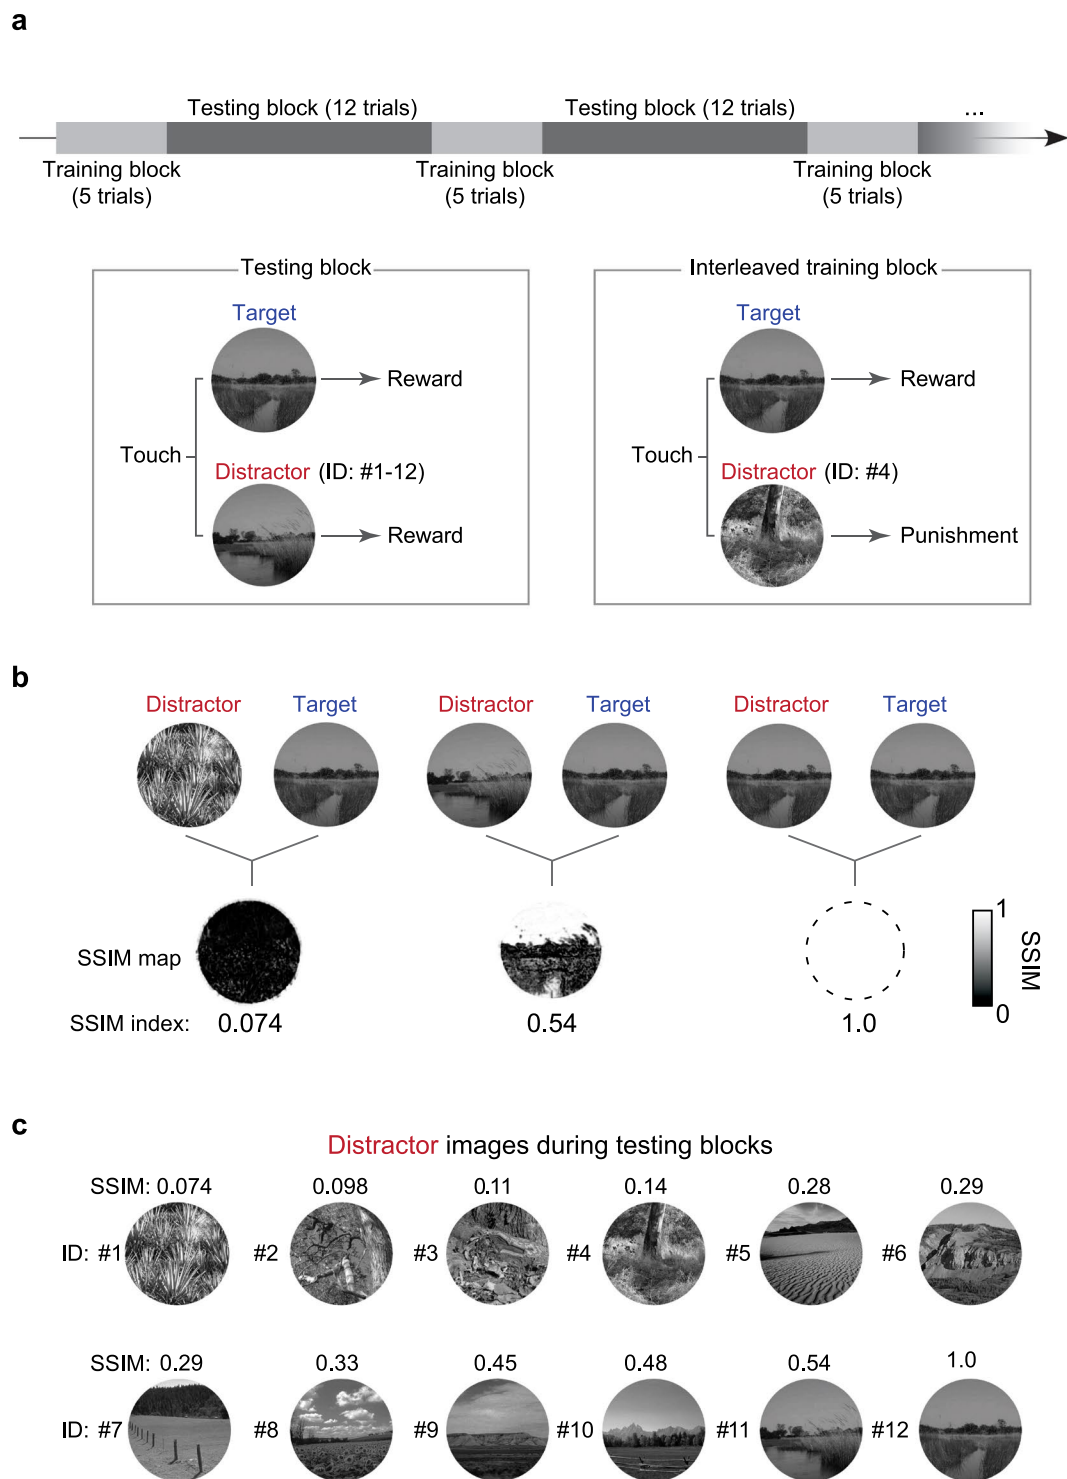 a
Testing block (12 trials)
Testing block (12 trials)
...
Training block
(5 trials)
Training block
(5 trials)
Training block
(5 trials)
Testing block
Target
Reward
Touch
Distractor (ID: #1-12)
Reward
Interleaved training block
Target
Reward
Touch
Distractor (ID: #4)
Punishment
b
Distractor
Target
Distractor
Target
Distractor
Target
SSIM map
1
0
SSIM
SSIM index:
0.074
0.54
1.0
c
Distractor images during testing blocks
SSIM: 0.074
0.098
0.11
0.14
0.28
0.29
ID: #1
#2
#3
#4
#5
#6
SSIM: 0.29
0.33
0.45
0.48
0.54
1.0
ID: #7
#8
#9
#10
#11
#12